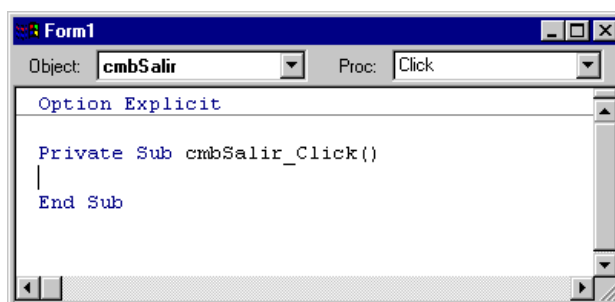 Form1
Object: cmbSalir Proc: Click
Option Explicit
Private Sub cmbSalir_Click()
End Sub